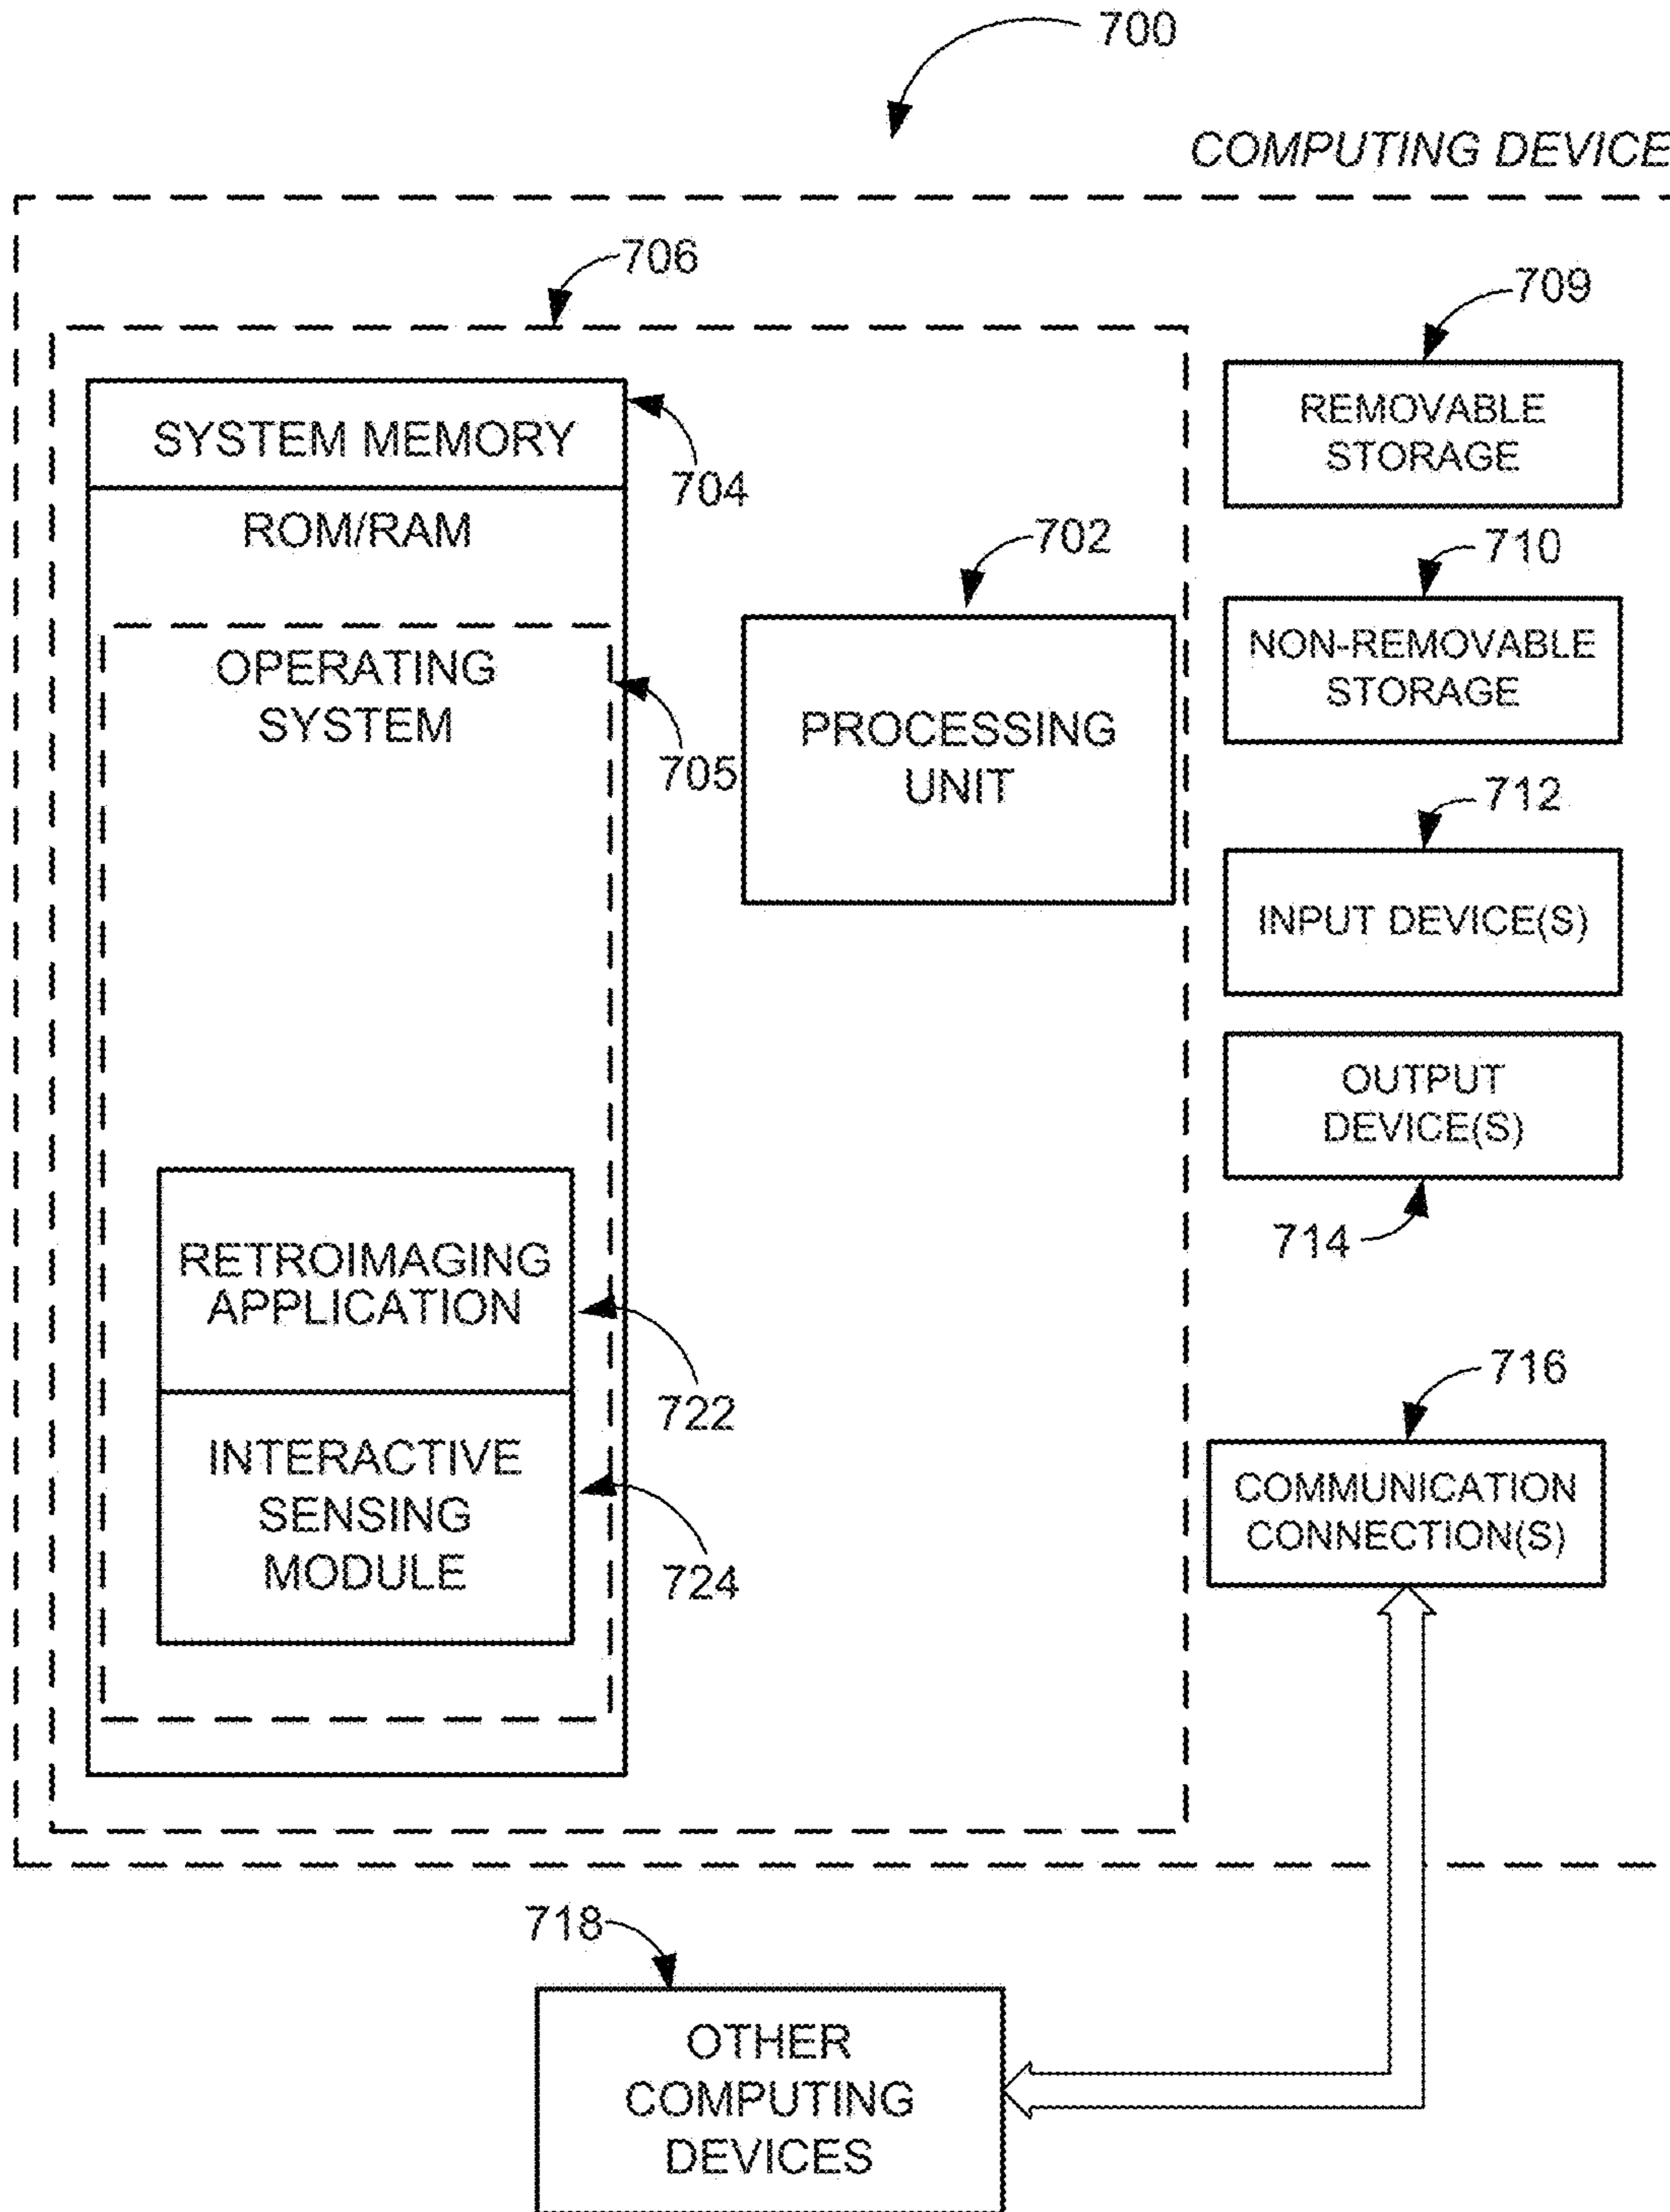 700
COMPUTING DEVICE
706
709
SYSTEM MEMORY
704
REMOVABLE
STORAGE
ROM/RAM
702
710
OPERATING
SYSTEM
705
PROCESSING
UNIT
NON-REMOVABLE
STORAGE
712
INPUT DEVICE(S)
OUTPUT
DEVICE(S)
714
RETROIMAGING
APPLICATION
722
716
INTERACTIVE
SENSING
MODULE
724
COMMUNICATION
CONNECTION(S)
718
OTHER
COMPUTING
DEVICES